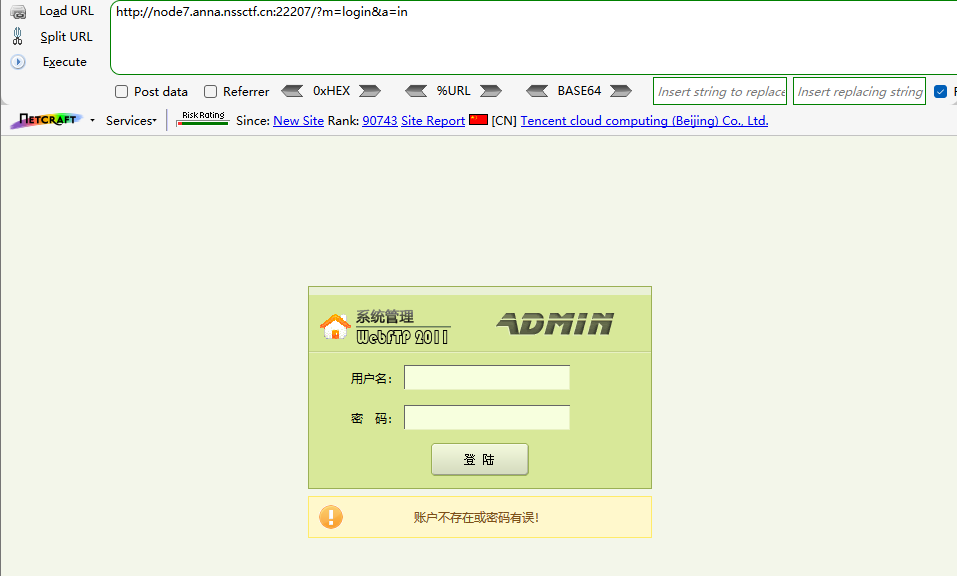 Load URL
http://node7.anna.nssctf.cn:22207/?m=login&a=in
Split URL
Execute
Post data Referrer 0xHEX %URL BASE64 Insert string to replace Insert replacing string
NETCRAFT Services Risk Rating Since: New Site Rank: 90743 Site Report [CN] Tencent cloud computing (Beijing) Co., Ltd.
系统管理
WebfTP 2011
ADMIN
用户名：
密 码：
登 陆
账户不存在或密码有误!